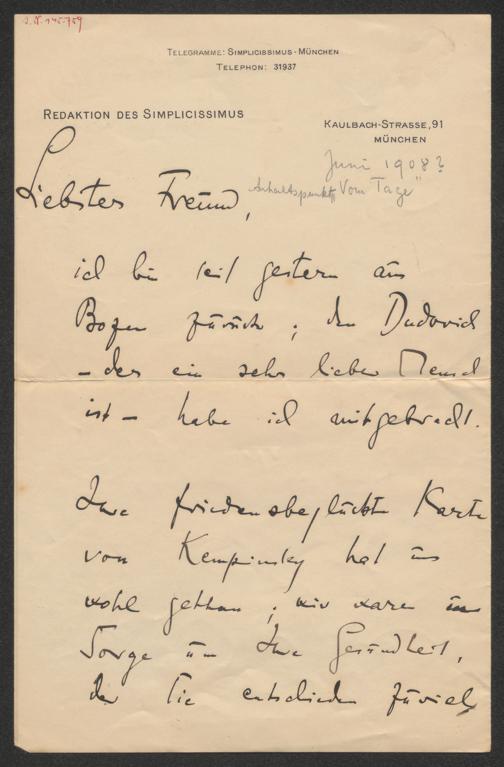 I.N. 145.759
TELEGRAMME: SIMPLICISSIMUS-MÜNCHEN
TELEPHON: 31937
REDAKTION DES SIMPLICISSIMUS
KAULBACH-STRASSE, 91
MÜNCHEN
Juni 1908?
Anhaltspunkt „Vom Tage"
Liebster Freund,
ich bin seit gestern aus
Bozen zurück; den Dudovich
– der ein sehr lieber Mensch
ist – habe ich mitgebracht.
Ihre friedensbeglückte Karte
von Kempinsky hat uns
wohl gethan; wir waren in
Sorge um Ihre Gesundheit,
der Sie entschieden zuviel